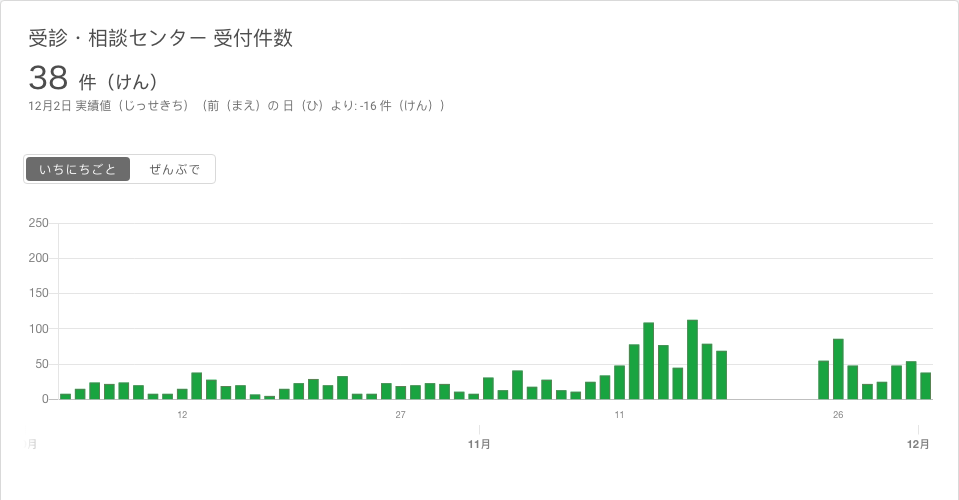 受診・相談センター 受付件数
38 件（けん）
12月2日 実績値（じっせきち）（前（まえ）の 日（ひ）より: -16 件（けん））
いちにちごと ぜんぶで
250
200
150
100
50
0
12 27 11 26
月 11月 12月